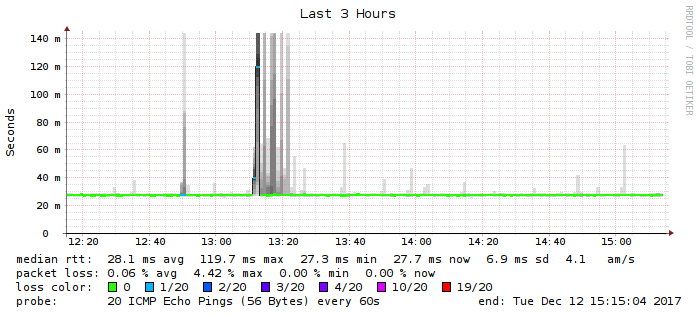 Last 3 Hours
RRDTOOL / TOBI OETIKER
Seconds
140 m
120 m
100 m
80 m
60 m
40 m
20 m
0
12:20 12:40 13:00 13:20 13:40 14:00 14:20 14:40 15:00
median rtt: 28.1 ms avg 119.7 ms max 27.3 ms min 27.7 ms now 6.9 ms sd 4.1 am/s
packet loss: 0.06 % avg 4.42 % max 0.00 % min 0.00 % now
loss color: 0 1/20 2/20 3/20 4/20 10/20 19/20
probe: 20 ICMP Echo Pings (56 Bytes) every 60s end: Tue Dec 12 15:15:04 2017